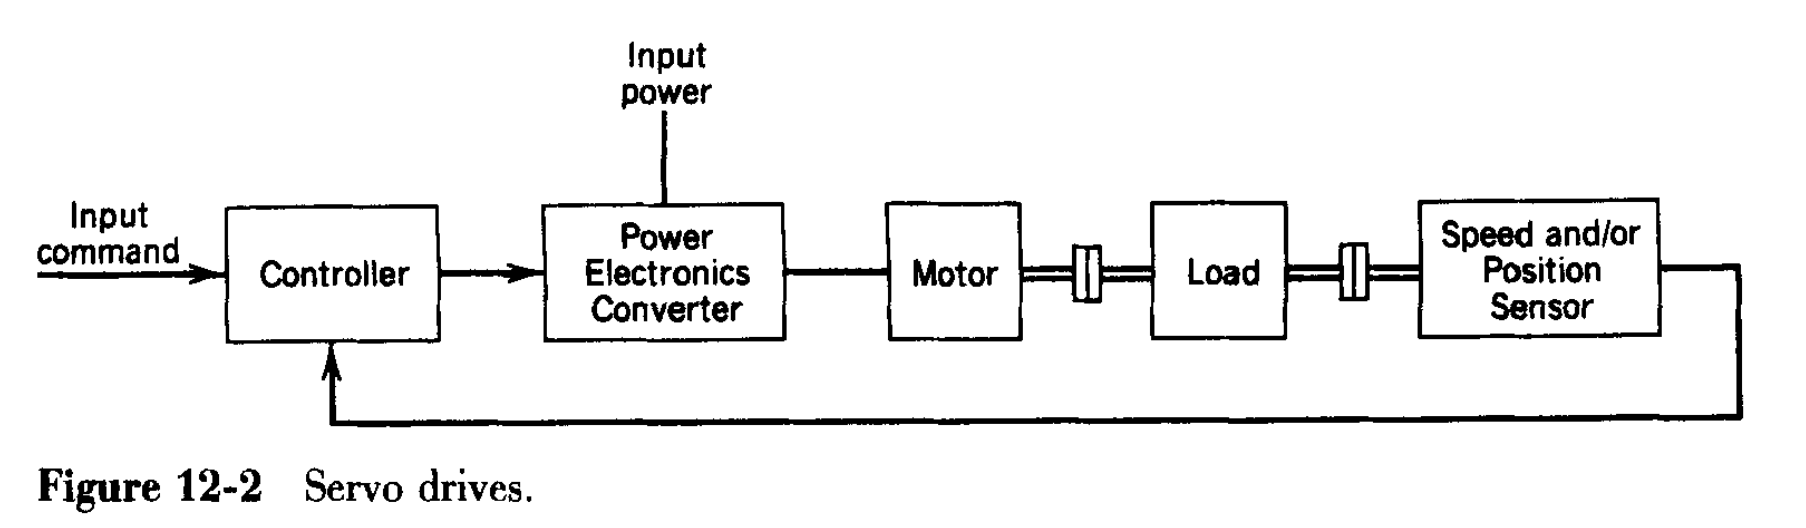 Input
power
Input
command
Controller
Power
Electronics
Converter
Motor
Load
Speed and/or
Position
Sensor
Figure 12-2 Servo drives.